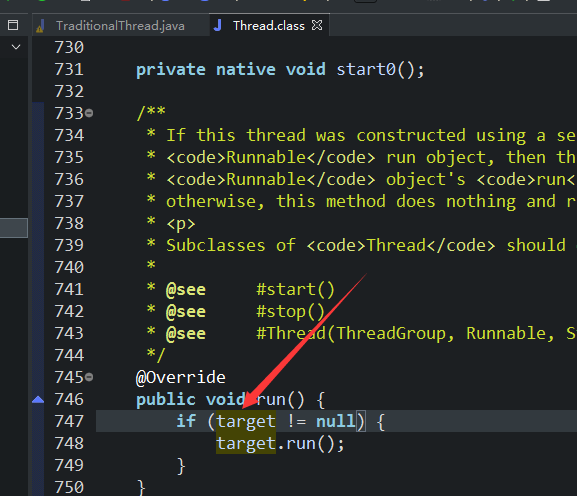 TraditionalThread.java Thread.class
730
731 private native void start0();
732
733 /**
734 * If this thread was constructed using a se
735 * <code>Runnable</code> run object, then th
736 * <code>Runnable</code> object's <code>run<
737 * otherwise, this method does nothing and r
738 * <p>
739 * Subclasses of <code>Thread</code> should
740 *
741 * @see #start()
742 * @see #stop()
743 * @see #Thread(ThreadGroup, Runnable, S
744 */
745 @Override
746 public void run() {
747 if (target != null) {
748 target.run();
749 }
750 }